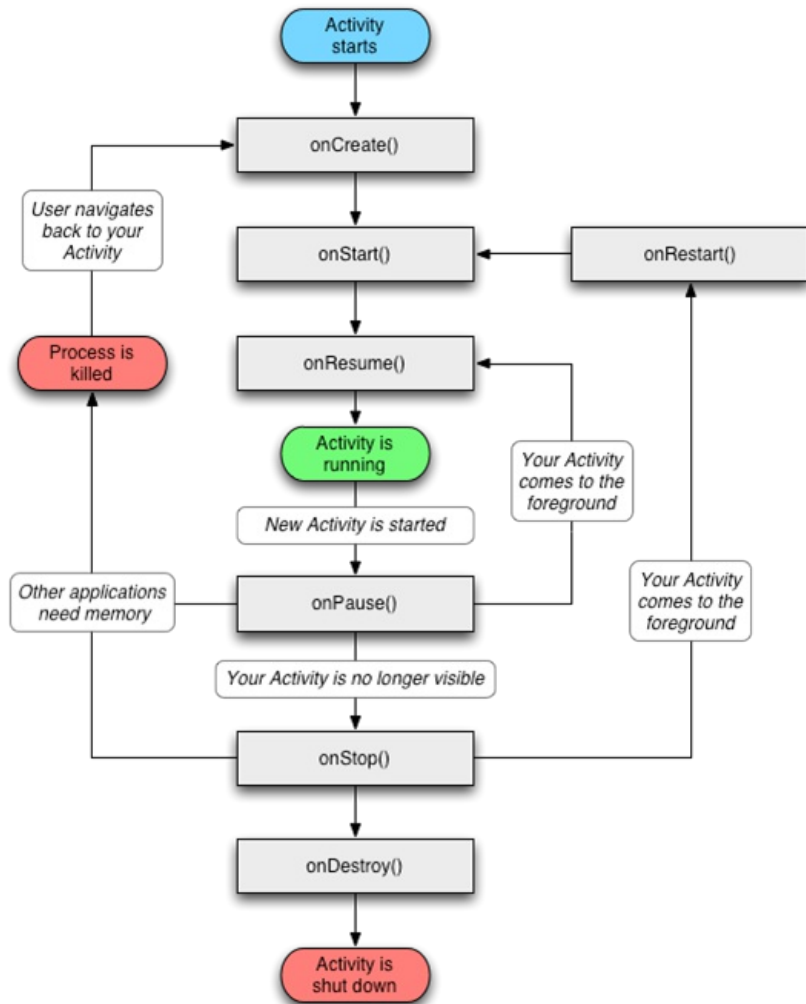 Activity
starts
onCreate()
User navigates
back to your
Activity
onStart()
onRestart()
Process is
killed
onResume()
Activity is
running
Your Activity
comes to the
foreground
New Activity is started
Other applications
need memory
onPause()
Your Activity
comes to the
foreground
Your Activity is no longer visible
onStop()
onDestroy()
Activity is
shut down